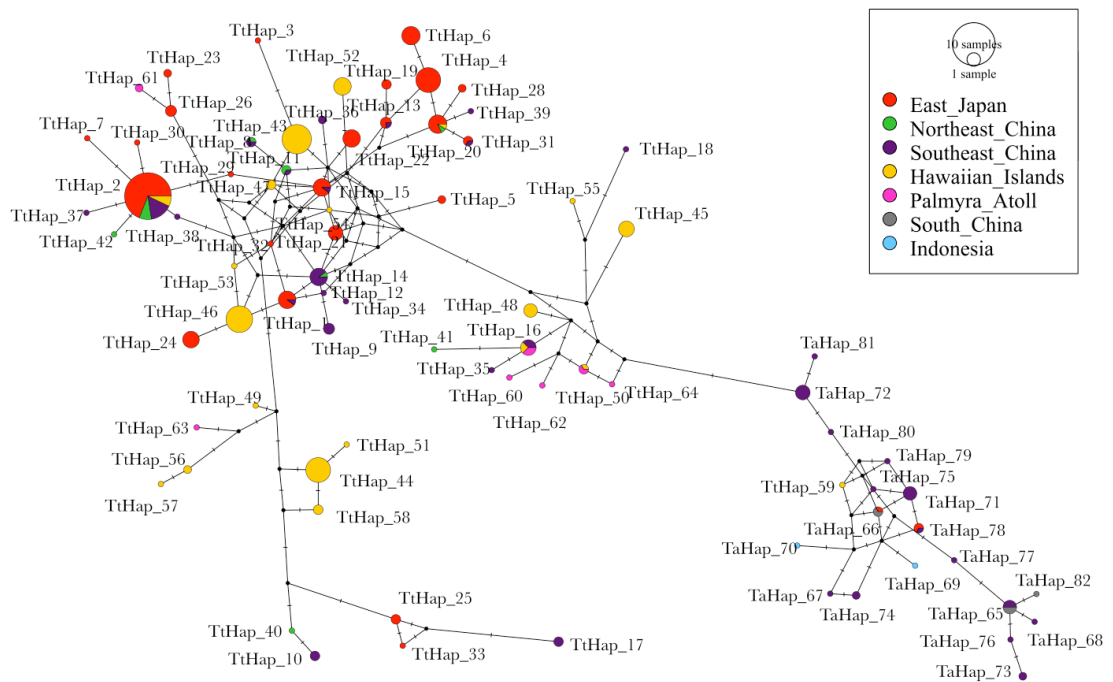 TtHap_3
TtHap_6
TtHap_23
TtHap_52
TtHap_4
TtHap_61
TtHap_19
TtHap_28
TtHap_26
TtHap_13
TtHap_39
TtHap_7
TtHap_30
TtHap_43
TtHap_36
TtHap_8
TtHap_31
TtHap_20
TtHap_29
TtHap_11
TtHap_22
TtHap_18
TtHap_2
TtHap_47
TtHap_15
TtHap_55
TtHap_5
TtHap_37
TtHap_45
TtHap_42
TtHap_38
TtHap_32
TtHap_54
TtHap_21
TtHap_53
TtHap_14
TtHap_12
TtHap_46
TtHap_34
TtHap_48
TtHap_1
TtHap_24
TtHap_9
TtHap_41
TtHap_16
TtHap_35
TtHap_60
TtHap_50
TtHap_64
TtHap_62
TaHap_81
TaHap_72
TaHap_80
TtHap_49
TtHap_63
TtHap_51
TtHap_56
TtHap_44
TtHap_57
TtHap_58
TaHap_79
TaHap_75
TtHap_59
TaHap_71
TaHap_66
TaHap_78
TaHap_70
TaHap_77
TaHap_69
TaHap_82
TaHap_67
TaHap_74
TaHap_65
TaHap_68
TaHap_76
TaHap_73
TtHap_25
TtHap_40
TtHap_10
TtHap_33
TtHap_17
10 samples
1 sample
East_Japan
Northeast_China
Southeast_China
Hawaiian_Islands
Palmyra_Atoll
South_China
Indonesia